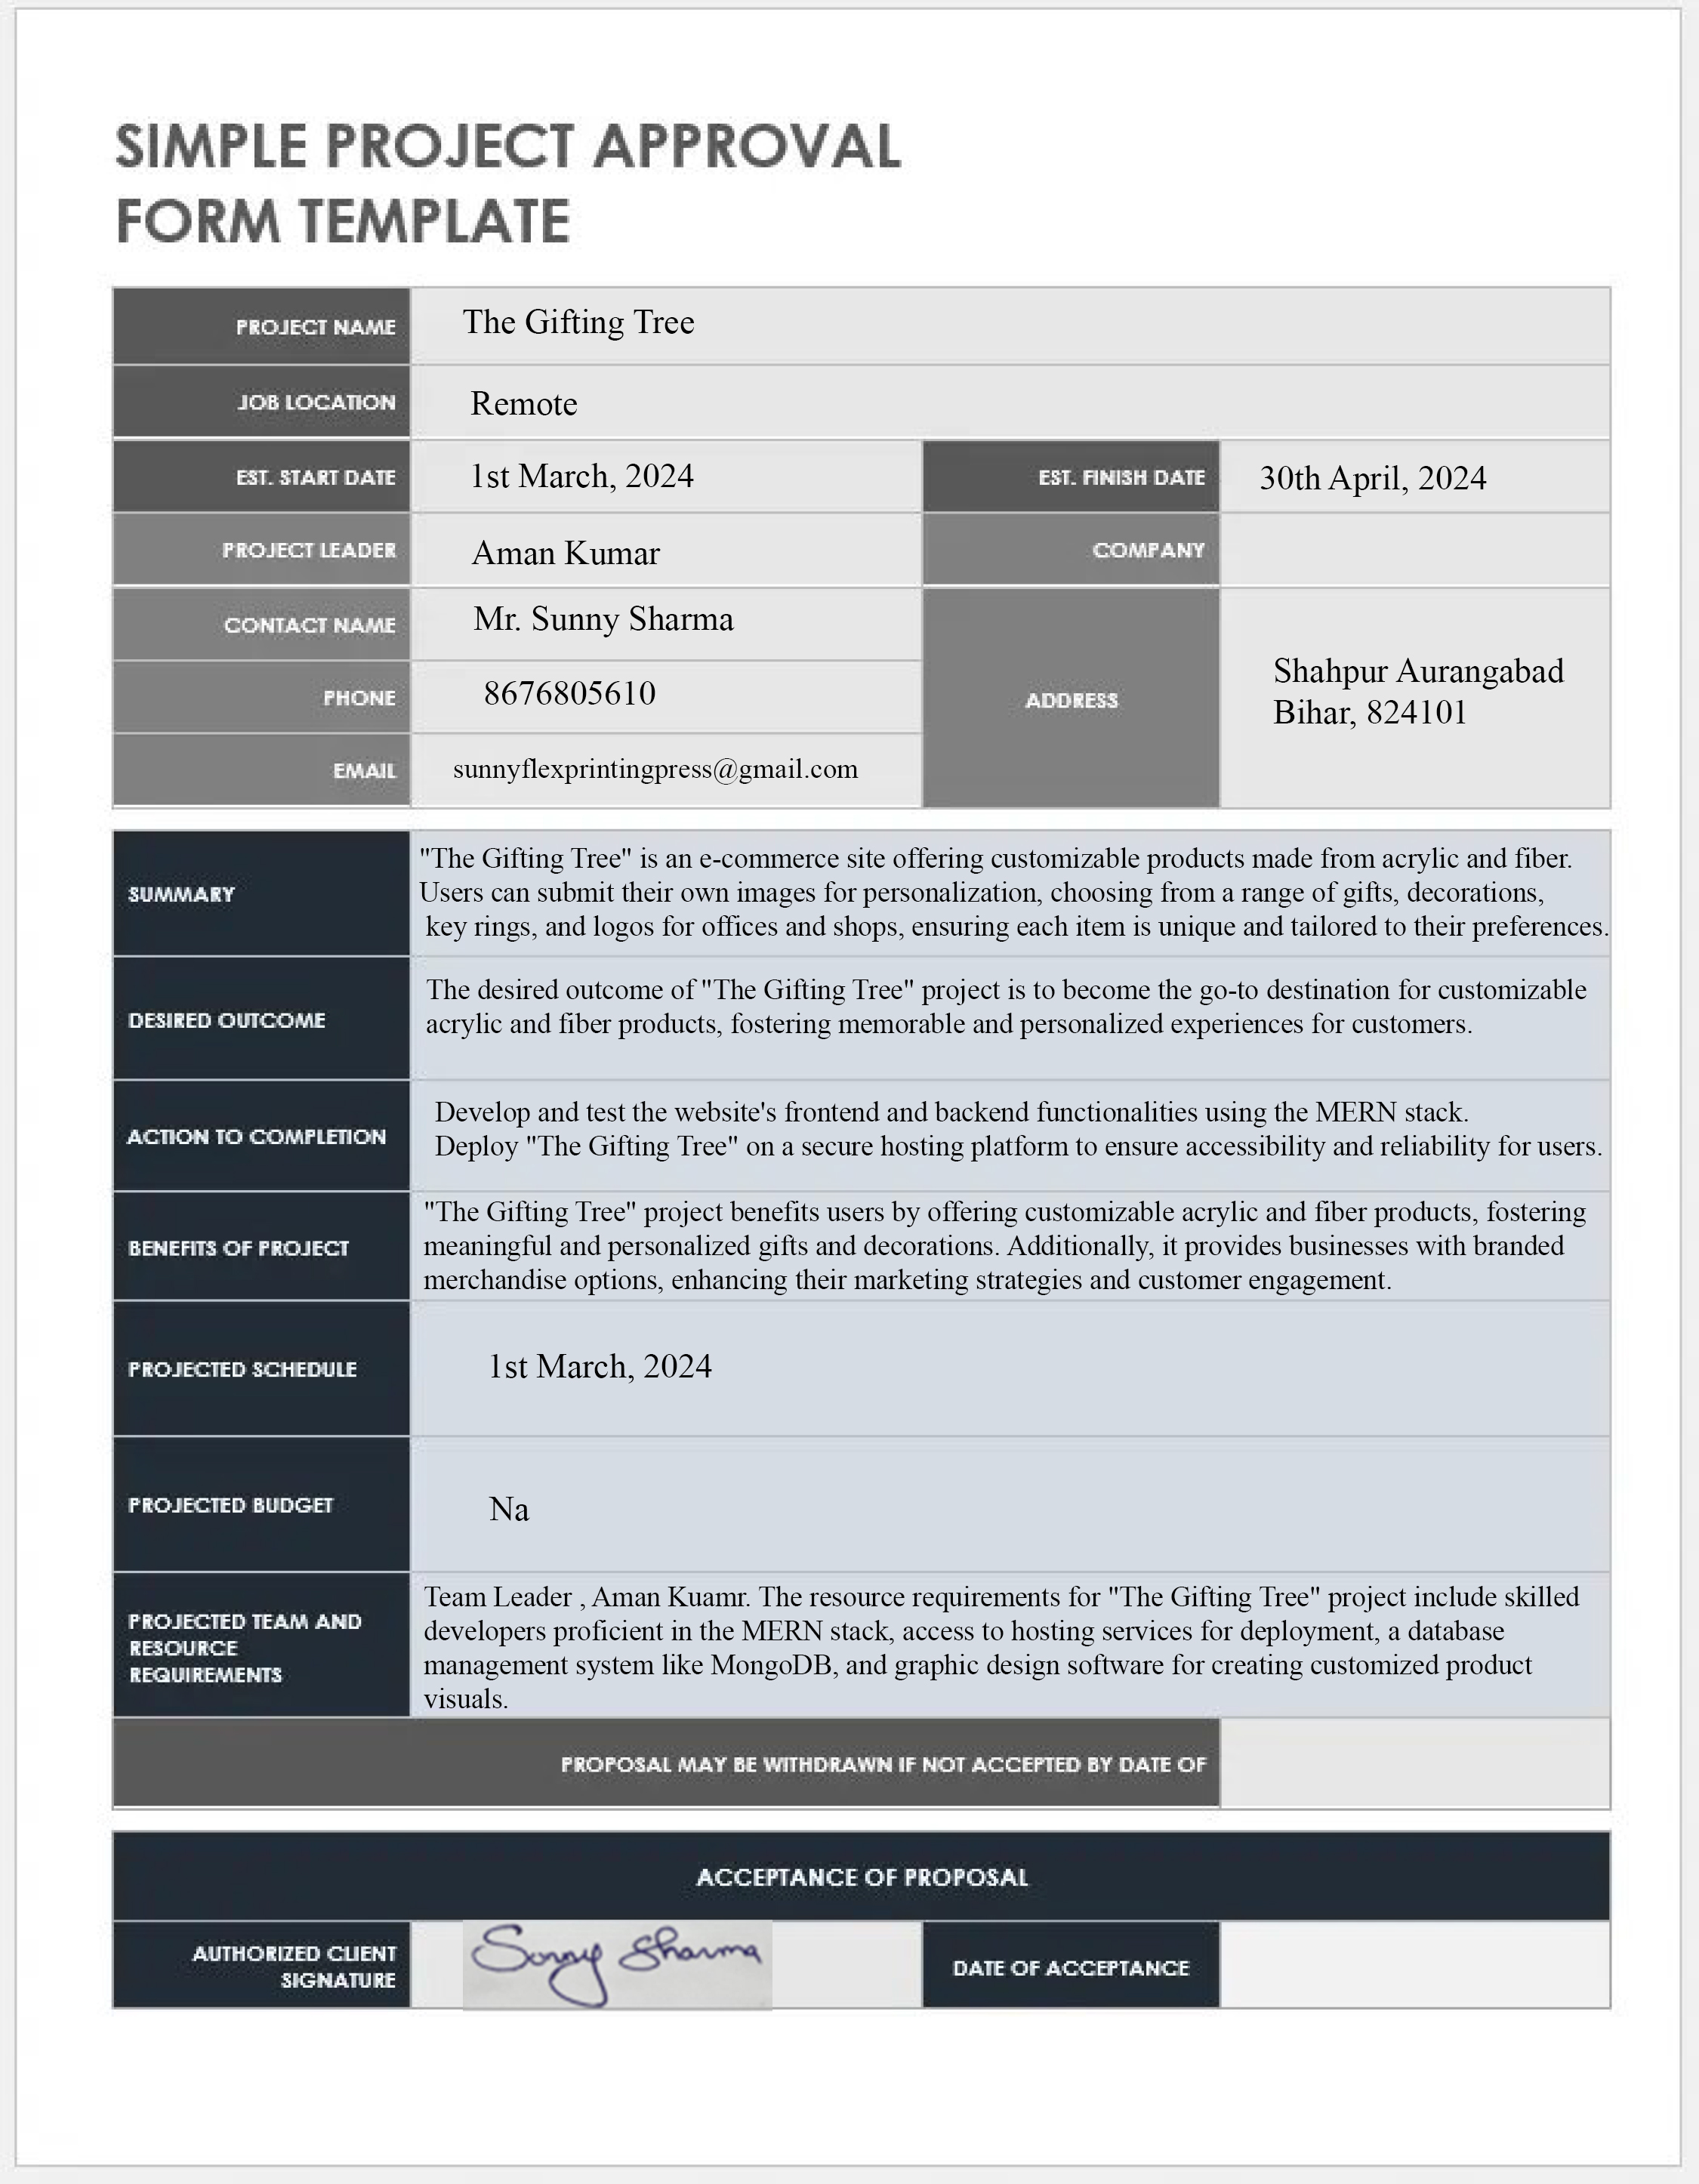 SIMPLE PROJECT APPROVAL
FORM TEMPLATE
PROJECT NAME The Gifting Tree
JOB LOCATION Remote
EST. START DATE 1st March, 2024 EST. FINISH DATE 30th April, 2024
PROJECT LEADER Aman Kumar COMPANY
CONTACT NAME Mr. Sunny Sharma
PHONE 8676805610
EMAIL sunnyflexprintingpress@gmail.com
ADDRESS
Shahpur Aurangabad
Bihar, 824101
SUMMARY
"The Gifting Tree" is an e-commerce site offering customizable products made from acrylic and fiber.
Users can submit their own images for personalization, choosing from a range of gifts, decorations,
key rings, and logos for offices and shops, ensuring each item is unique and tailored to their preferences.
DESIRED OUTCOME
The desired outcome of "The Gifting Tree" project is to become the go-to destination for customizable
acrylic and fiber products, fostering memorable and personalized experiences for customers.
ACTION TO COMPLETION
Develop and test the website's frontend and backend functionalities using the MERN stack.
Deploy "The Gifting Tree" on a secure hosting platform to ensure accessibility and reliability for users.
BENEFITS OF PROJECT
"The Gifting Tree" project benefits users by offering customizable acrylic and fiber products, fostering
meaningful and personalized gifts and decorations. Additionally, it provides businesses with branded
merchandise options, enhancing their marketing strategies and customer engagement.
PROJECTED SCHEDULE 1st March, 2024
PROJECTED BUDGET Na
PROJECTED TEAM AND
RESOURCE
REQUIREMENTS
Team Leader , Aman Kuamr. The resource requirements for "The Gifting Tree" project include skilled
developers proficient in the MERN stack, access to hosting services for deployment, a database
management system like MongoDB, and graphic design software for creating customized product
visuals.
PROPOSAL MAY BE WITHDRAWN IF NOT ACCEPTED BY DATE OF
ACCEPTANCE OF PROPOSAL
AUTHORIZED CLIENT
SIGNATURE
Sunny Sharma
DATE OF ACCEPTANCE